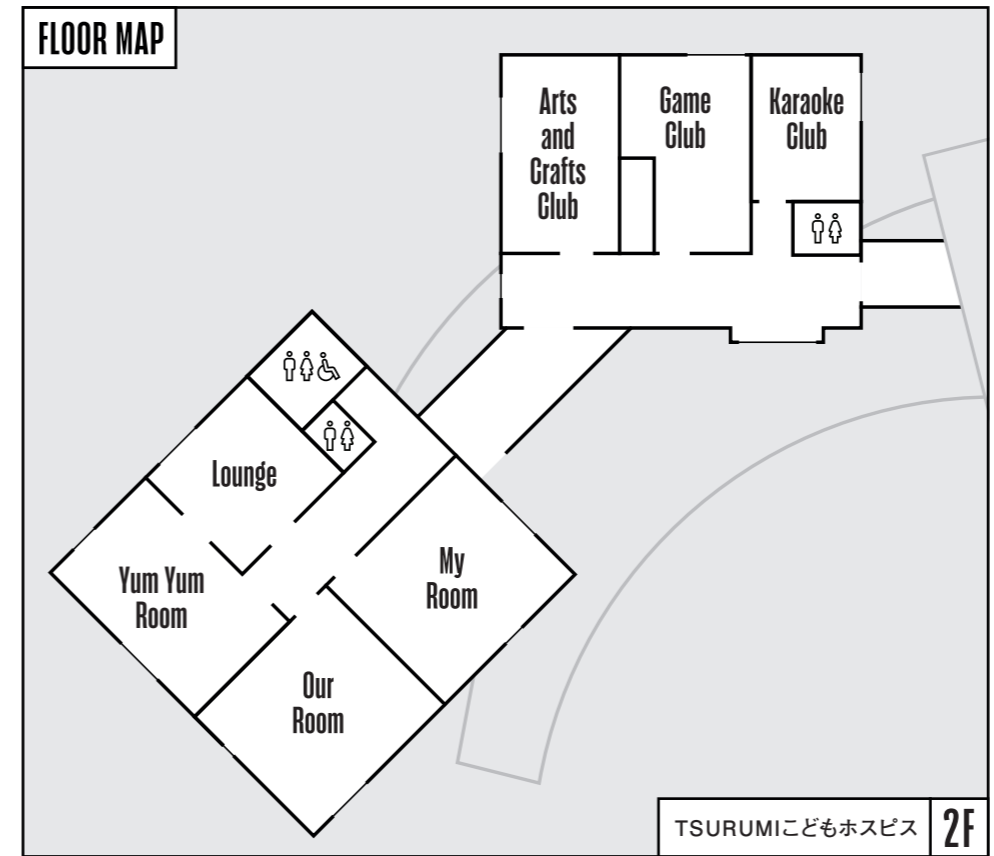 FLOOR MAP
Arts
and
Crafts
Club
Game
Club
Karaoke
Club
Lounge
Yum Yum
Room
My
Room
Our
Room
TSURUMIこどもホスピス
2F